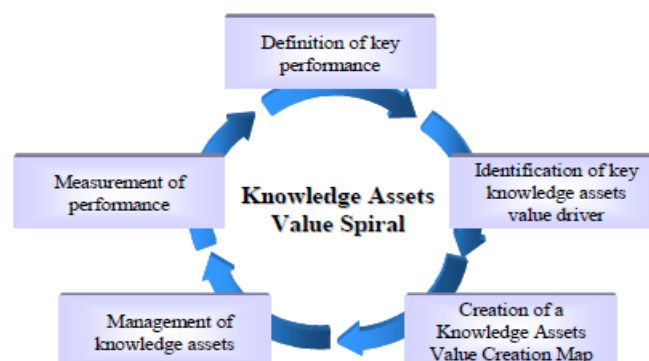 Definition of key
performance
Identification of key
knowledge assets
value driver
Creation of a
Knowledge Assets
Value Creation Map
Management of
knowledge assets
Measurement of
performance
Knowledge Assets
Value Spiral